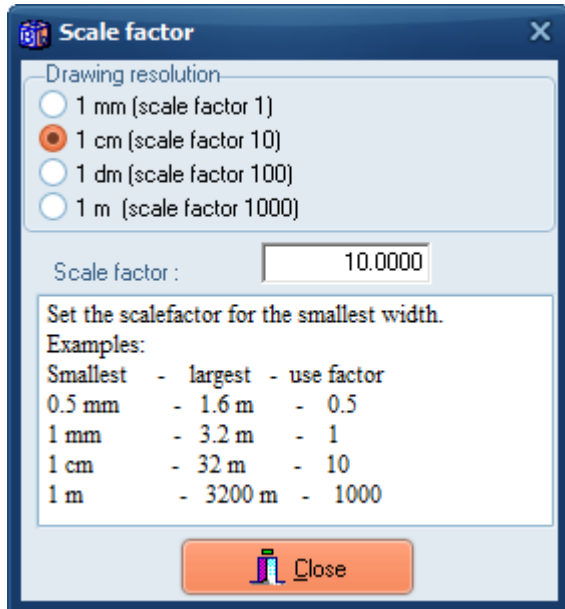 Scale factor
Drawing resolution
1 mm (scale factor 1)
1 cm (scale factor 10)
1 dm (scale factor 100)
1 m (scale factor 1000)
Scale factor : 10.0000
Set the scalefactor for the smallest width.
Examples:
Smallest - largest - use factor
0.5 mm - 1.6 m - 0.5
1 mm - 3.2 m - 1
1 cm - 32 m - 10
1 m - 3200 m - 1000
Close